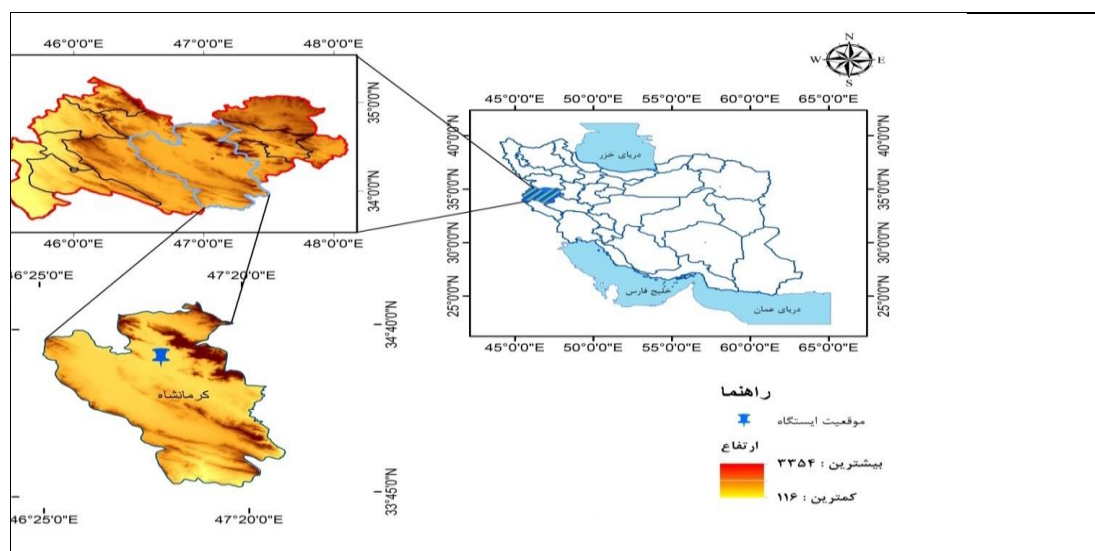 46°0'0"E 47°0'0"E 48°0'0"E
35°0'0"N
34°0'0"N
46°0'0"E 47°0'0"E 48°0'0"E
46°25'0"E 47°20'0"E
34°40'0"N
33°45'0"N
کرمانشاه
46°25'0"E 47°20'0"E
N
W E
S
45°0'0"E 50°0'0"E 55°0'0"E 60°0'0"E 65°0'0"E
40°0'0"N 40°0'0"N
35°0'0"N 35°0'0"N
30°0'0"N 30°0'0"N
25°0'0"N 25°0'0"N
دریای خزر
خلیج فارس
دریای عمان
45°0'0"E 50°0'0"E 55°0'0"E 60°0'0"E 65°0'0"E
راهنما
موقعیت ایستگاه
ارتفاع
بیشترین : ۳۳۵۴
کمترین : ۱۱۶